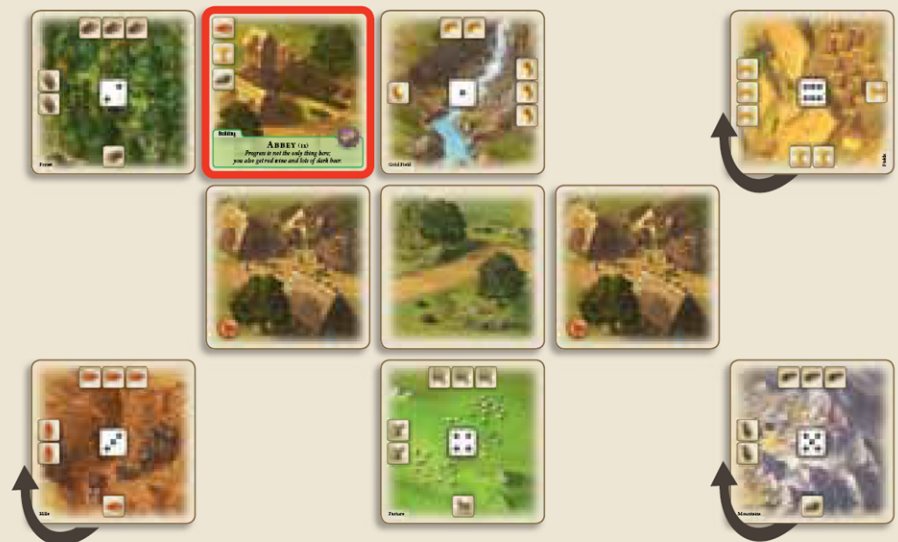 Forest
Building
ABBEY (1x)
Progress is not the only thing here;
you also get red wine and lots of dark beer.
Gold Field
Fields
Hills
Pasture
Mountains